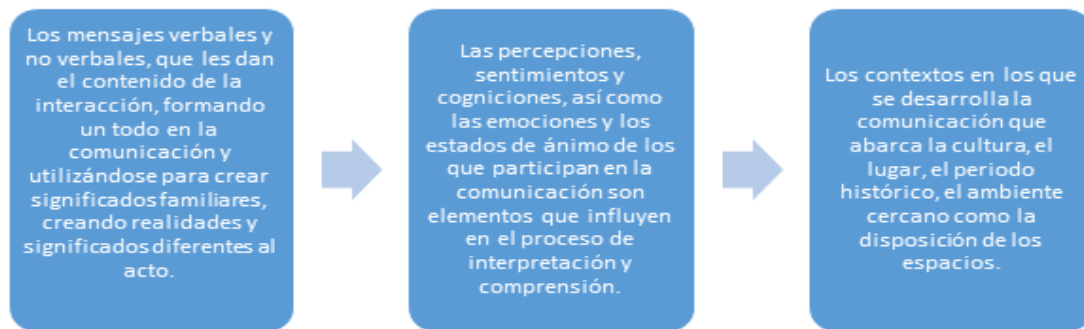 Los mensajes verbales y
no verbales, que les dan
el contenido de la
interacción, formando
un todo en la
comunicación y
utilizándose para crear
significados familiares,
creando realidades y
significados diferentes al
acto.
Las percepciones,
sentimientos y
cogniciones, así como
las emociones y los
estados de ánimo de los
que participan en la
comunicación son
elementos que influyen
en el proceso de
interpretación y
comprensión.
Los contextos en los que
se desarrolla la
comunicación que
abarca la cultura, el
lugar, el periodo
histórico, el ambiente
cercano como la
disposición de los
espacios.